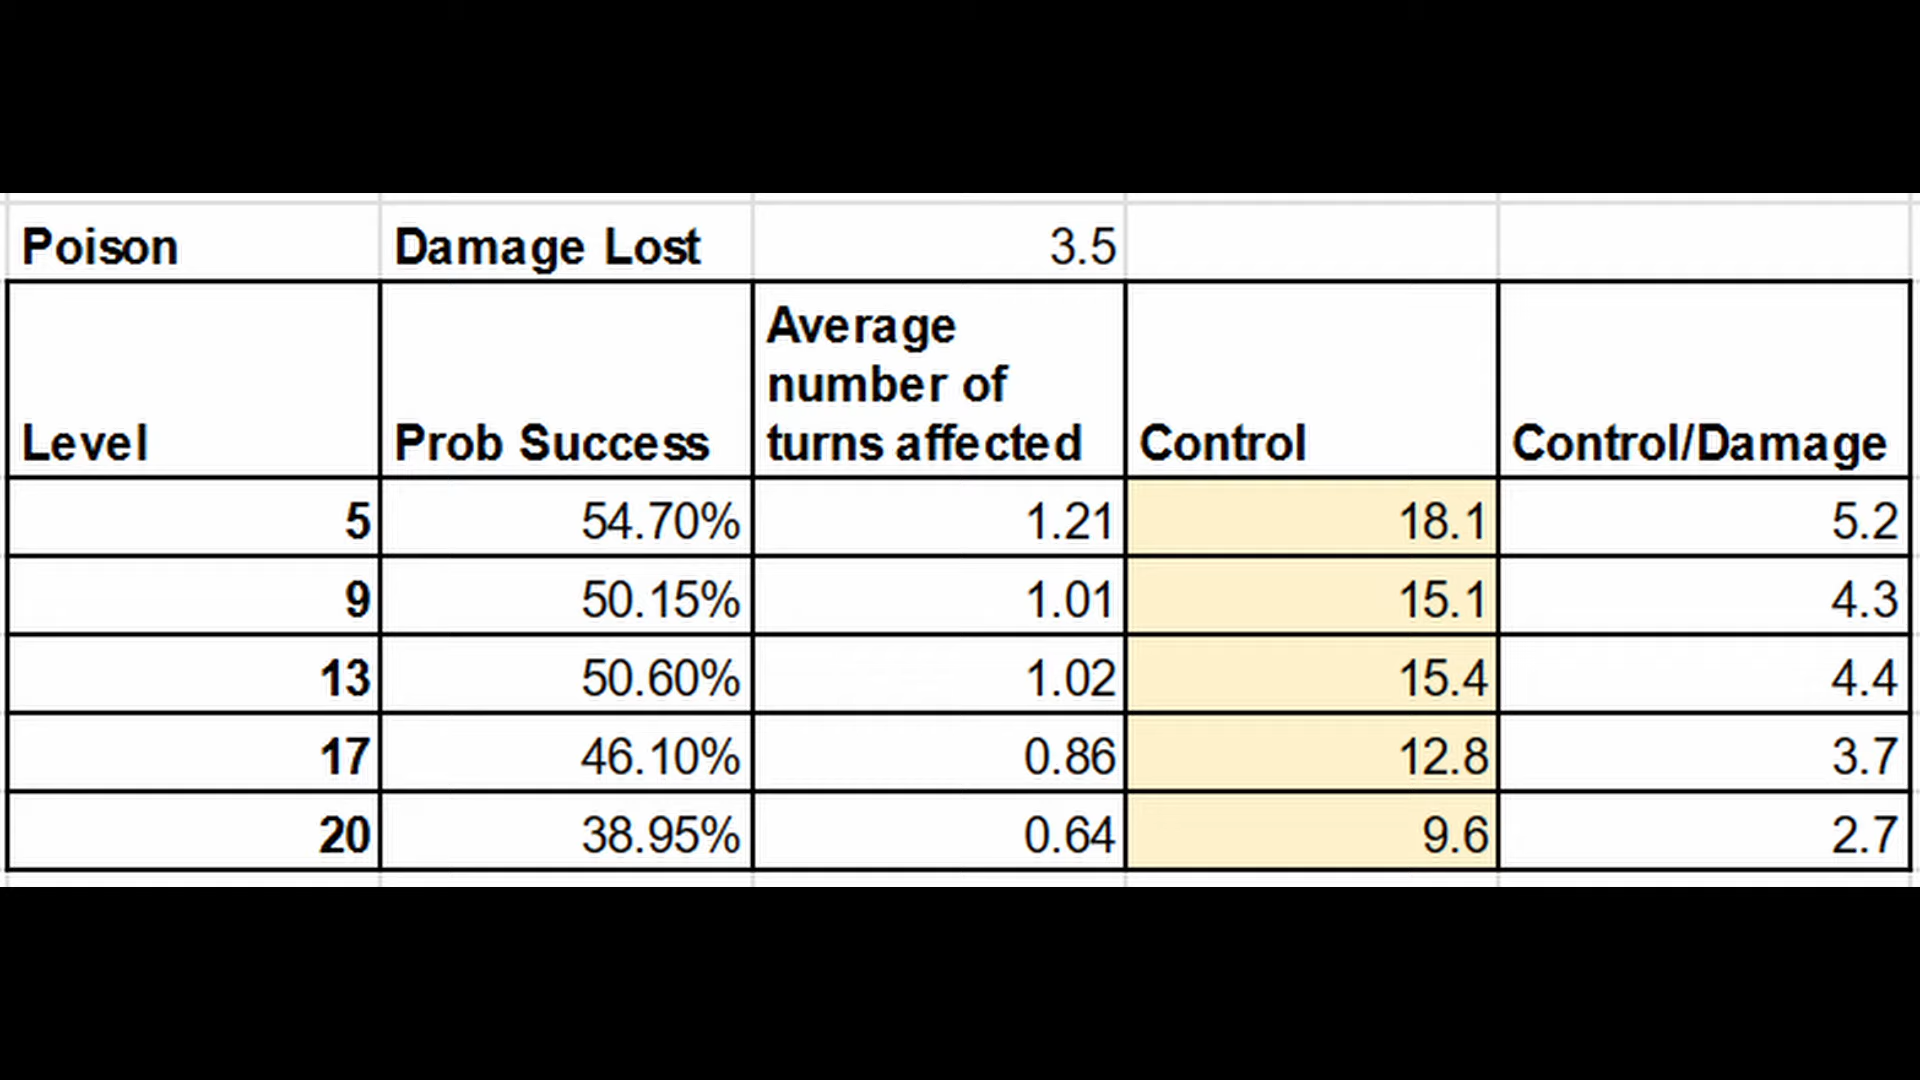 Poison Damage Lost 3.5
Level Prob Success Average number of turns affected Control Control/Damage
5 54.70% 1.21 18.1 5.2
9 50.15% 1.01 15.1 4.3
13 50.60% 1.02 15.4 4.4
17 46.10% 0.86 12.8 3.7
20 38.95% 0.64 9.6 2.7